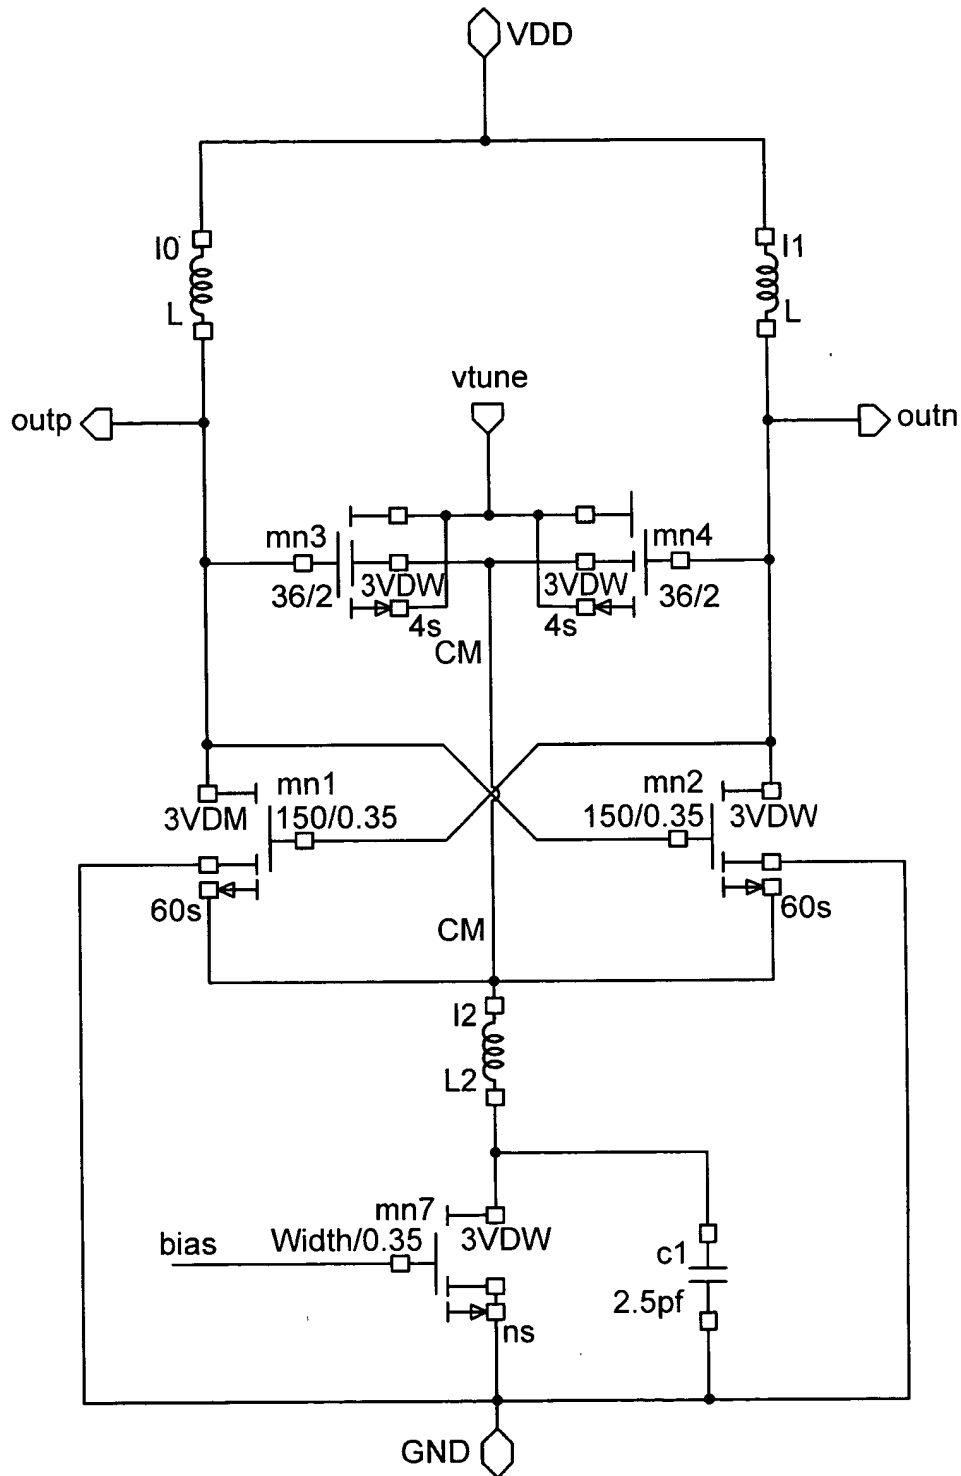 VDD
I0
I1
L
L
vtune
outp
outn
mn3
mn4
3VDW
3VDW
36/2
36/2
4s
4s
CM
mn1
mn2
150/0.35
150/0.35
3VDM
3VDW
60s
60s
CM
I2
L2
mn7
bias
Width/0.35
3VDW
c1
2.5pf
ns
GND